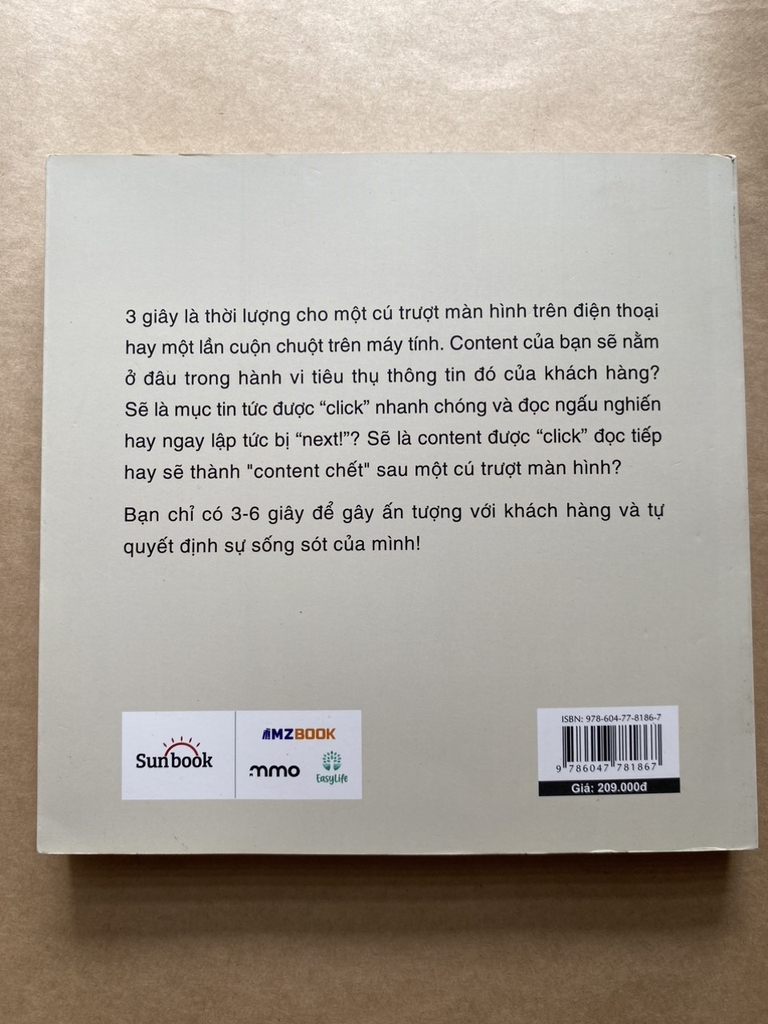 3 giây là thời lượng cho một cú trượt màn hình trên điện thoại
hay một lần cuộn chuột trên máy tính. Content của bạn sẽ nằm
ở đâu trong hành vi tiêu thụ thông tin đó của khách hàng?
Sẽ là mục tin tức được “click” nhanh chóng và đọc ngấu nghiến
hay ngay lập tức bị “next!”? Sẽ là content được “click” đọc tiếp
hay sẽ thành "content chết" sau một cú trượt màn hình?
Bạn chỉ có 3-6 giây để gây ấn tượng với khách hàng và tự
quyết định sự sống sót của mình!
Sunbook
MZBOOK
mmo
EasyLife
ISBN: 978-604-77-8186-7
9 786047 781867
Giá: 209.000đ